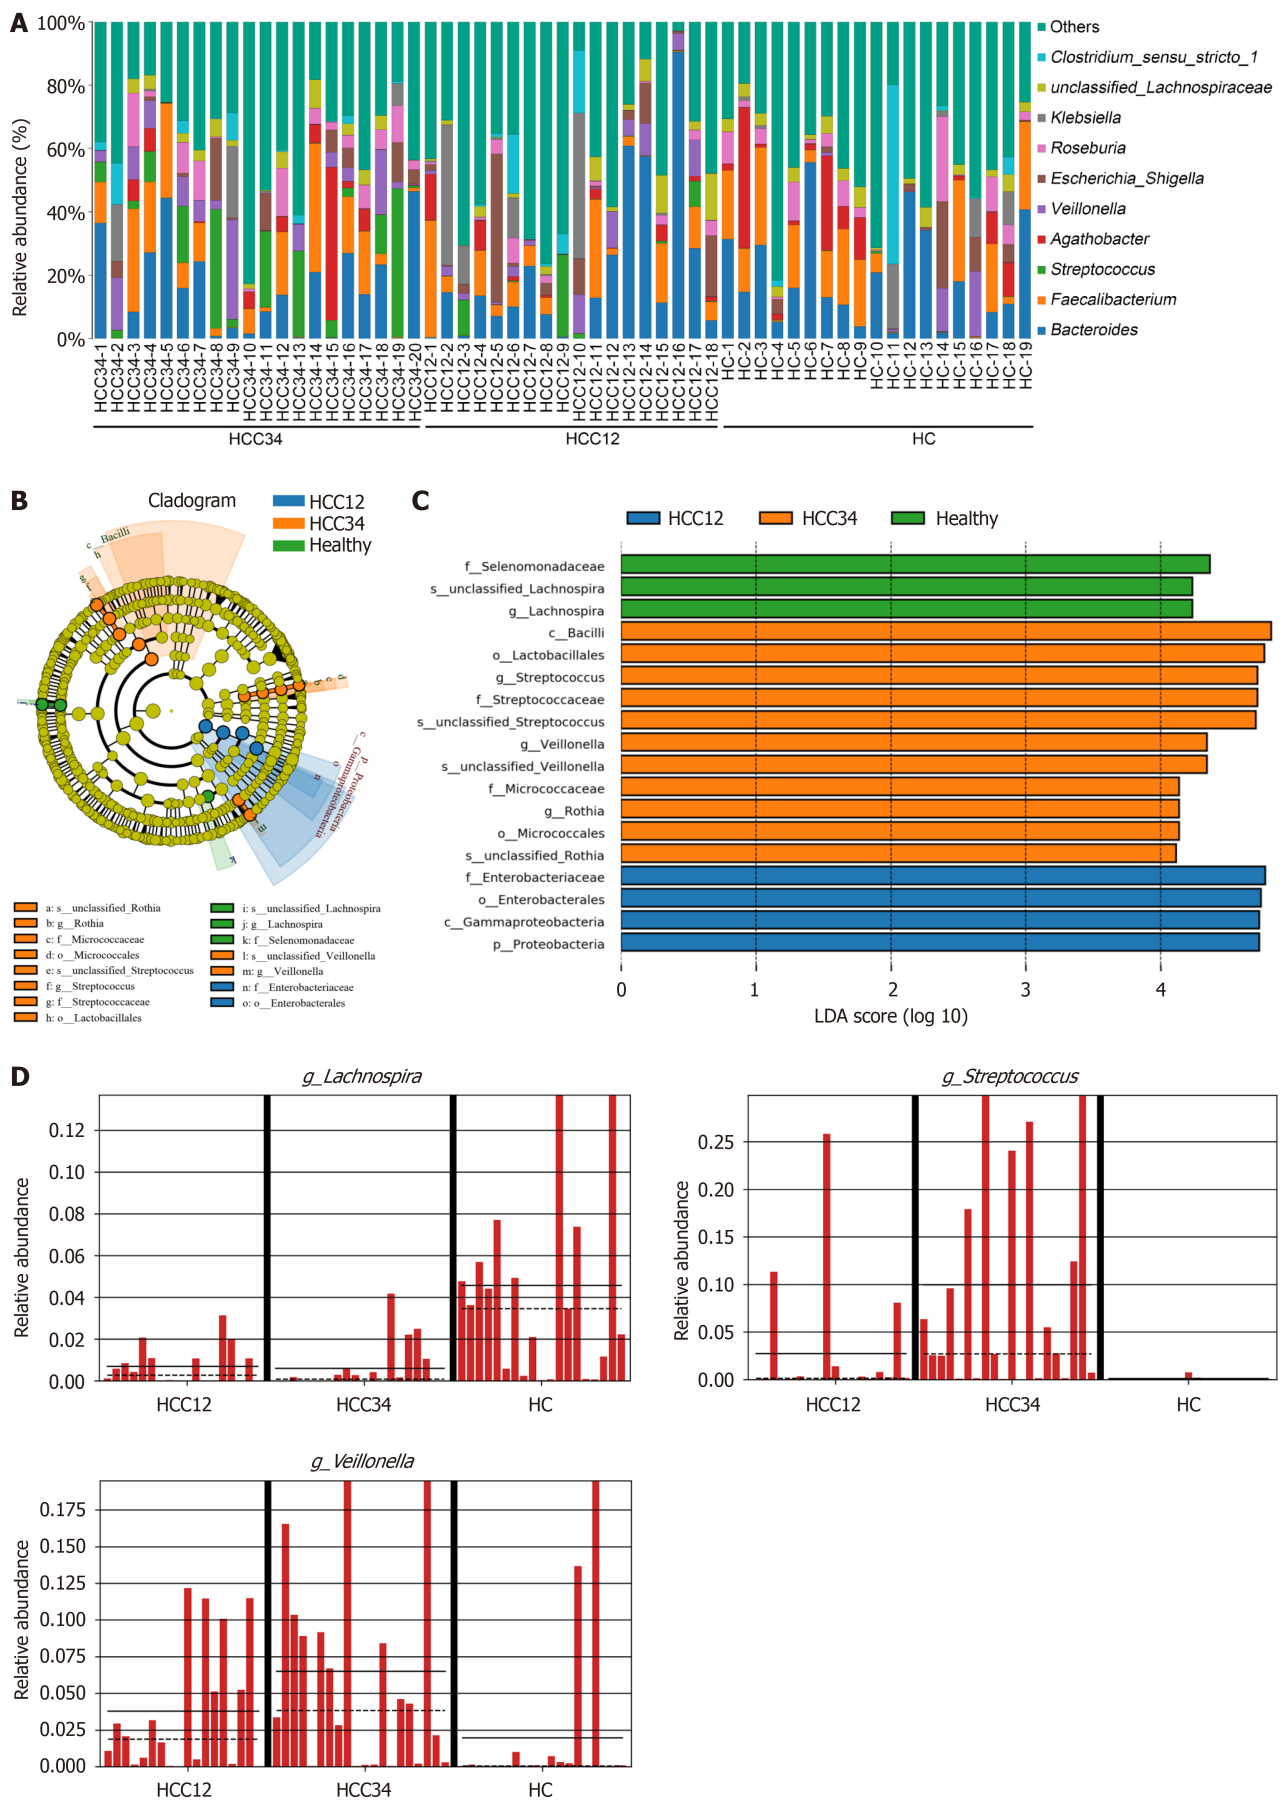 A
100%
80%
60%
40%
20%
0%
Relative abundance (%)
HCC34-1
HCC34-2
HCC34-3
HCC34-4
HCC34-5
HCC34-6
HCC34-7
HCC34-8
HCC34-9
HCC34-10
HCC34-11
HCC34-12
HCC34-13
HCC34-14
HCC34-15
HCC34-16
HCC34-17
HCC34-18
HCC34-19
HCC34-20
HCC12-1
HCC12-2
HCC12-3
HCC12-4
HCC12-5
HCC12-6
HCC12-7
HCC12-8
HCC12-9
HCC12-10
HCC12-11
HCC12-12
HCC12-13
HCC12-14
HCC12-15
HCC12-16
HCC12-17
HCC12-18
HC-1
HC-2
HC-3
HC-4
HC-5
HC-6
HC-7
HC-8
HC-9
HC-10
HC-11
HC-12
HC-13
HC-14
HC-15
HC-16
HC-17
HC-18
HC-19
HCC34
HCC12
HC
Others
Clostridium_sensu_stricto_1
unclassified_Lachnospiraceae
Klebsiella
Roseburia
Escherichia_Shigella
Veillonella
Agathobacter
Streptococcus
Faecalibacterium
Bacteroides
B
Cladogram
HCC12
HCC34
Healthy
c__Bacilli
h
g
b
c
d
p__Proteobacteria
c__Gammaproteobacteria
o
n
m
k
a: s__unclassified_Rothia
b: g__Rothia
c: f__Micrococcaceae
d: o__Micrococcales
e: s__unclassified_Streptococcus
f: g__Streptococcus
g: f__Streptococcaceae
h: o__Lactobacillales
i: s__unclassified_Lachnospira
j: g__Lachnospira
k: f__Selenomonadaceae
l: s__unclassified_Veillonella
m: g__Veillonella
n: f__Enterobacteriaceae
o: o__Enterobacterales
C
HCC12
HCC34
Healthy
f__Selenomonadaceae
s__unclassified_Lachnospira
g__Lachnospira
c__Bacilli
o__Lactobacillales
g__Streptococcus
f__Streptococcaceae
s__unclassified_Streptococcus
g__Veillonella
s__unclassified_Veillonella
f__Micrococcaceae
g__Rothia
o__Micrococcales
s__unclassified_Rothia
f__Enterobacteriaceae
o__Enterobacterales
c__Gammaproteobacteria
p__Proteobacteria
0 1 2 3 4
LDA score (log 10)
D
g_Lachnospira
0.12
0.10
0.08
0.06
0.04
0.02
0.00
Relative abundance
HCC12 HCC34 HC
g_Streptococcus
0.25
0.20
0.15
0.10
0.05
0.00
Relative abundance
HCC12 HCC34 HC
g_Veillonella
0.175
0.150
0.125
0.100
0.075
0.050
0.025
0.000
Relative abundance
HCC12 HCC34 HC